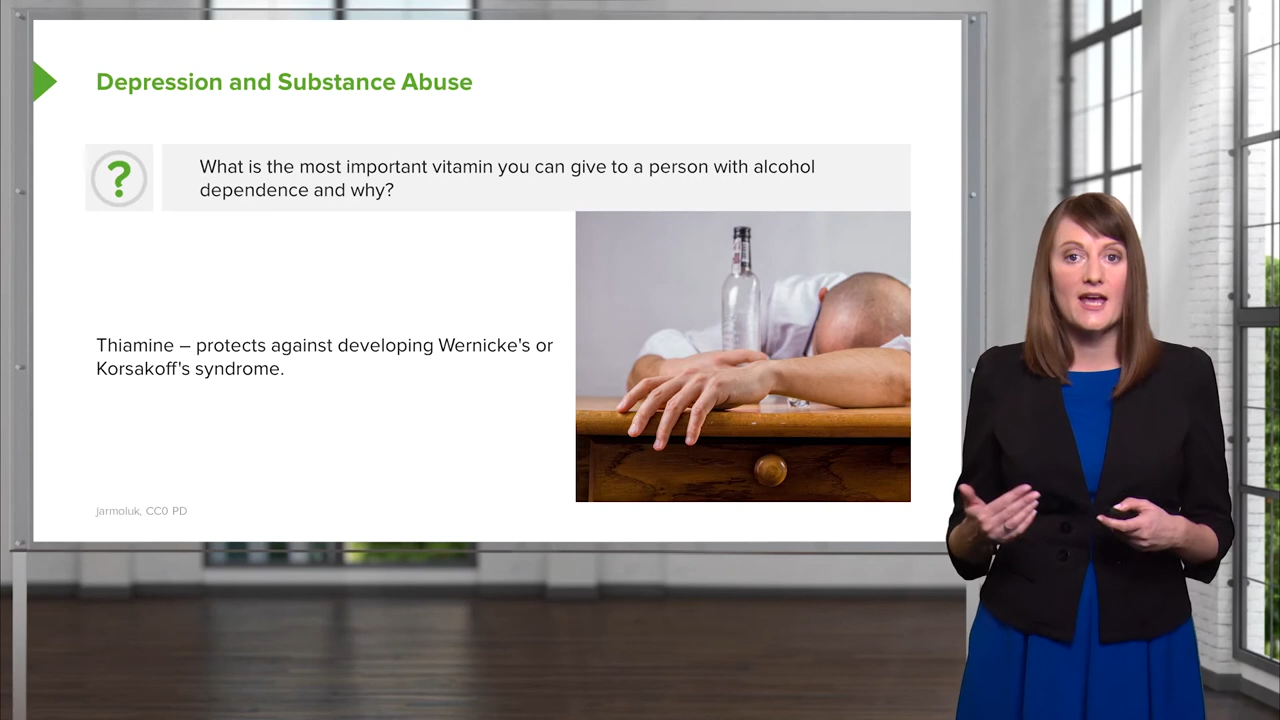 Depression and Substance Abuse
?
What is the most important vitamin you can give to a person with alcohol
dependence and why?
Thiamine – protects against developing Wernicke's or
Korsakoff's syndrome.
jarmoluk, CC0 PD